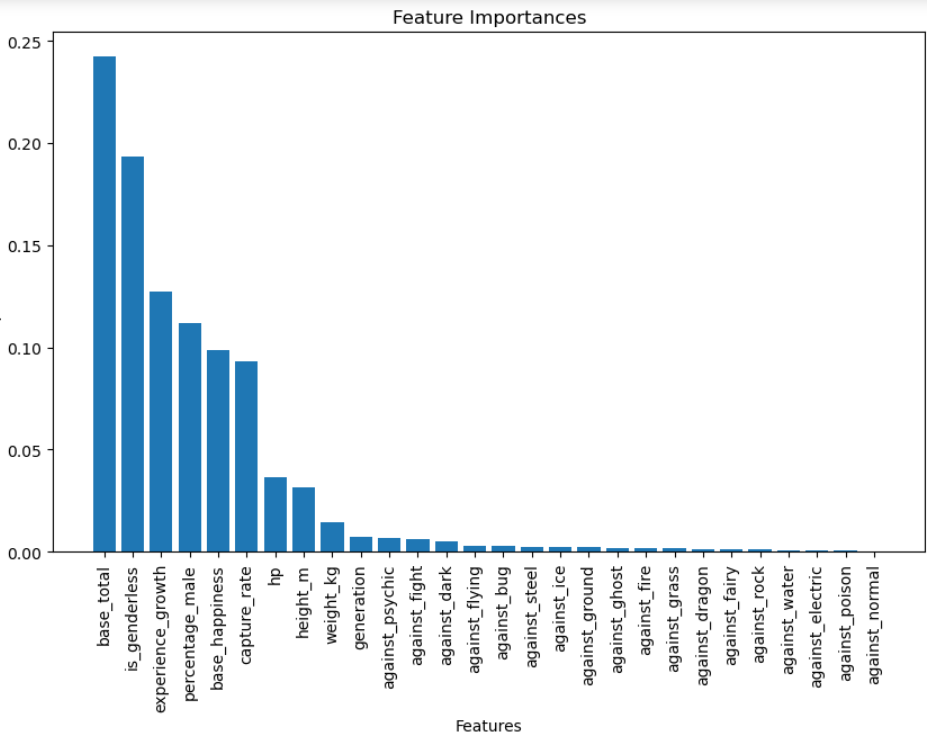 Feature Importances
0.25
0.20
0.15
0.10
0.05
0.00
base_total
is_genderless
experience_growth
percentage_male
base_happiness
capture_rate
hp
height_m
weight_kg
generation
against_psychic
against_fight
against_dark
against_flying
against_bug
against_steel
against_ice
against_ground
against_ghost
against_fire
against_grass
against_dragon
against_fairy
against_rock
against_water
against_electric
against_poison
against_normal
Features